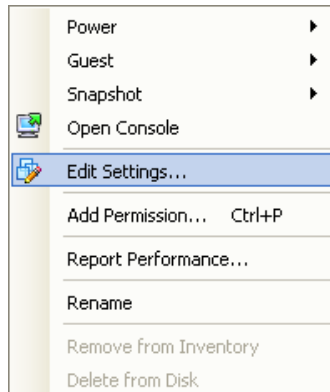 Power
Guest
Snapshot
Open Console
Edit Settings...
Add Permission... Ctrl+P
Report Performance...
Rename
Remove from Inventory
Delete from Disk